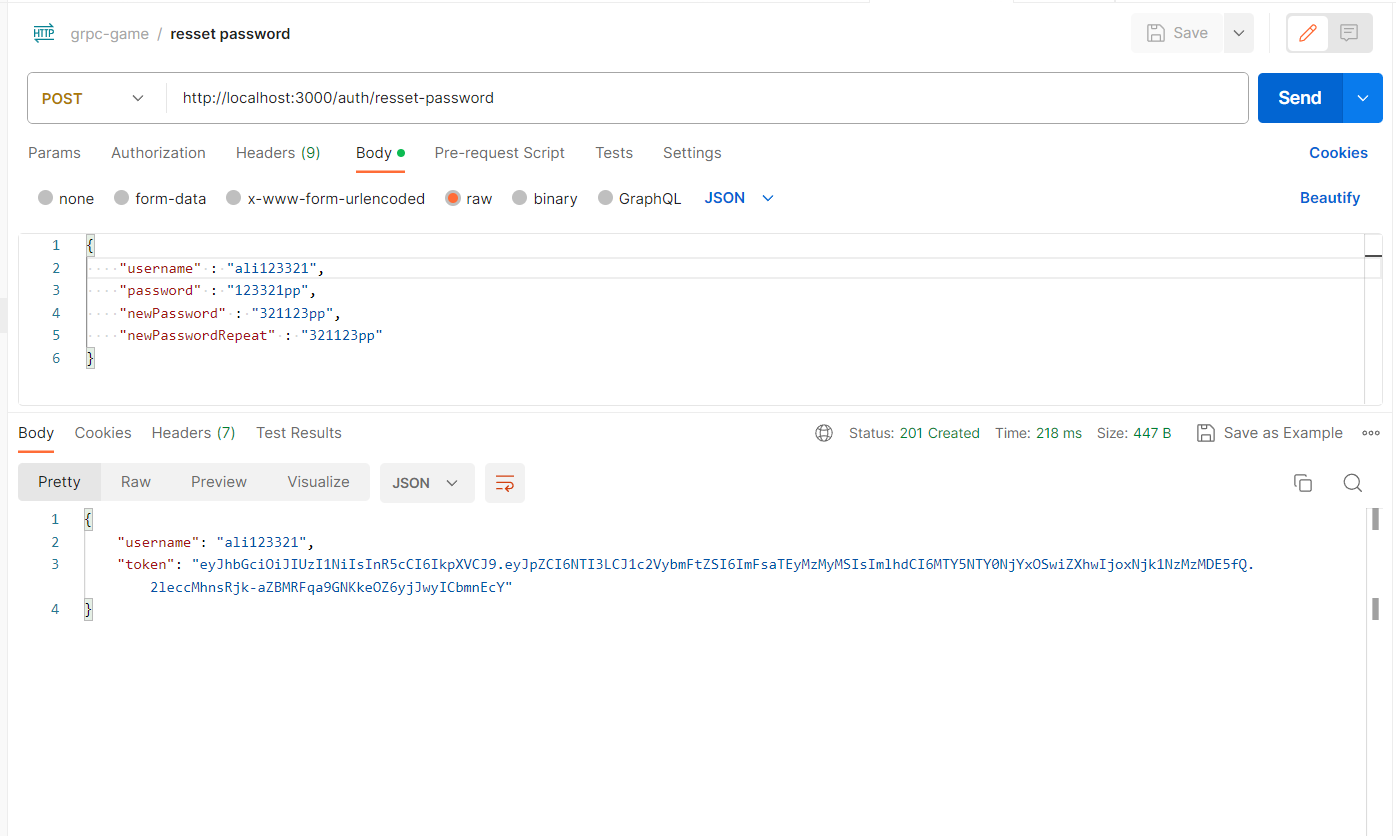 HTTP grpc-game / resset password Save
POST http://localhost:3000/auth/resset-password Send
Params Authorization Headers (9) Body Pre-request Script Tests Settings Cookies
none form-data x-www-form-urlencoded raw binary GraphQL JSON Beautify
1 {
2 "username" : "ali123321",
3 "password" : "123321pp",
4 "newPassword" : "321123pp",
5 "newPasswordRepeat" : "321123pp"
6 }
Body Cookies Headers (7) Test Results Status: 201 Created Time: 218 ms Size: 447 B Save as Example
Pretty Raw Preview Visualize JSON
1 {
2 "username": "ali123321",
3 "token": "eyJhbGciOiJIUzI1NiIsInR5cCI6IkpXVCJ9.eyJpZCI6NTI3LCJ1c2VybmFtZSI6ImFsaTEyMzMyMSIsImlhdCI6MTY5NTY0NjYxOSwiZXhwIjoxNjk1NzMzMDE5fQ.
2leccMhnsRjk-aZBMRFqa9GNKkeOZ6yjJwyICbmnEcY"
4 }